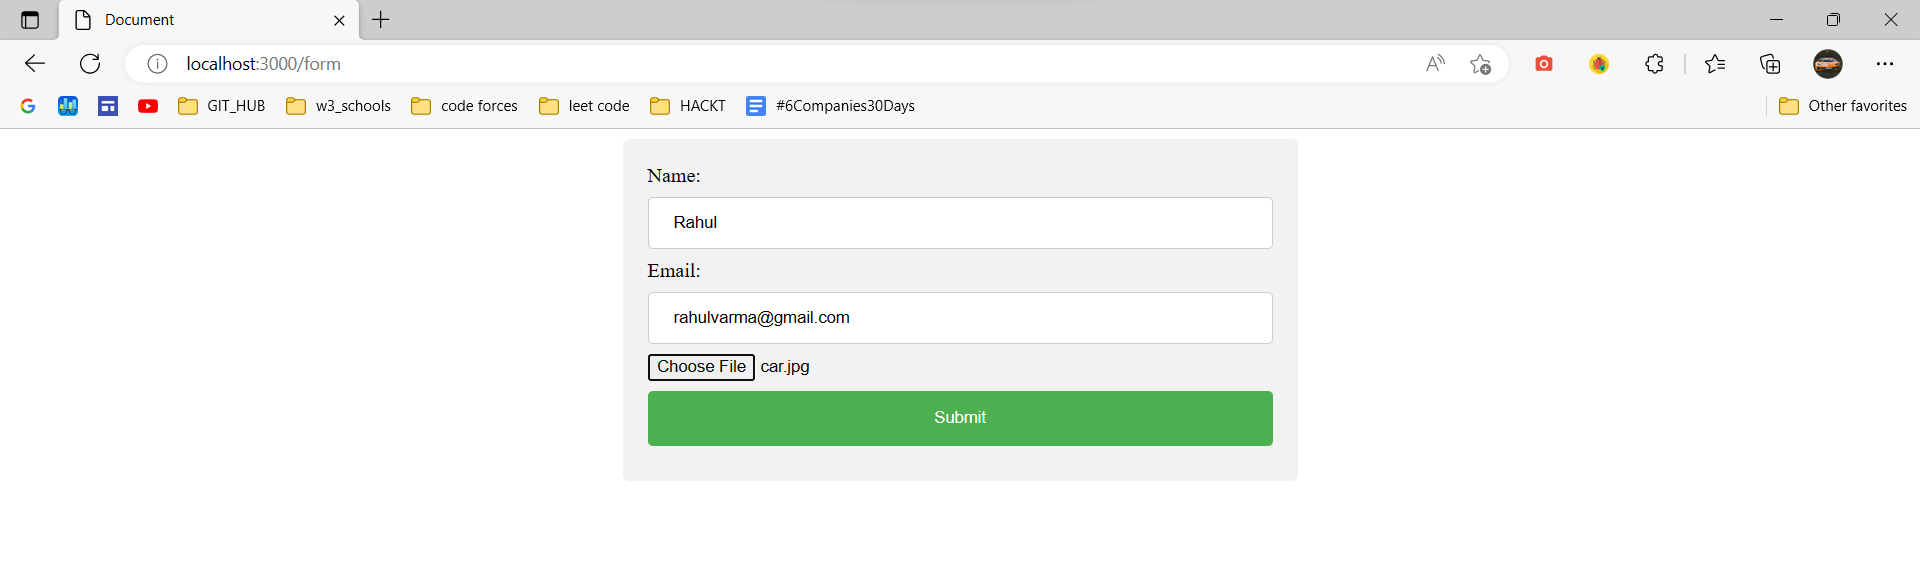 Document
localhost:3000/form
GIT_HUB w3_schools code forces leet code HACKT #6Companies30Days Other favorites
Name:
Rahul
Email:
rahulvarma@gmail.com
Choose File car.jpg
Submit